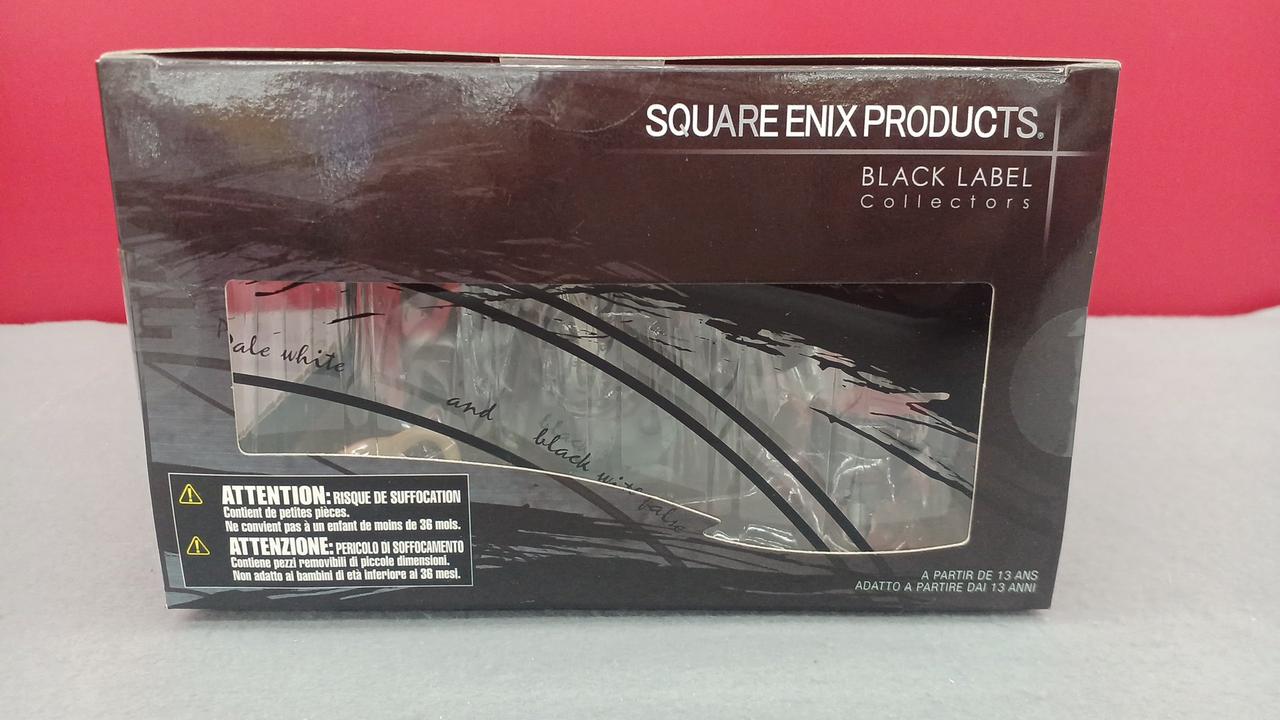 SQUARE ENIX PRODUCTS®
BLACK LABEL
Collectors
Pale white
and
black write false
ATTENTION: RISQUE DE SUFFOCATION
Contient de petites pièces.
Ne convient pas à un enfant de moins de 36 mois.
ATTENZIONE: PERICOLO DI SOFFOCAMENTO
Contiene pezzi removibili di piccole dimensioni.
Non adatto ai bambini di età inferiore ai 36 mesi.
A PARTIR DE 13 ANS
ADATTO A PARTIRE DAI 13 ANNI